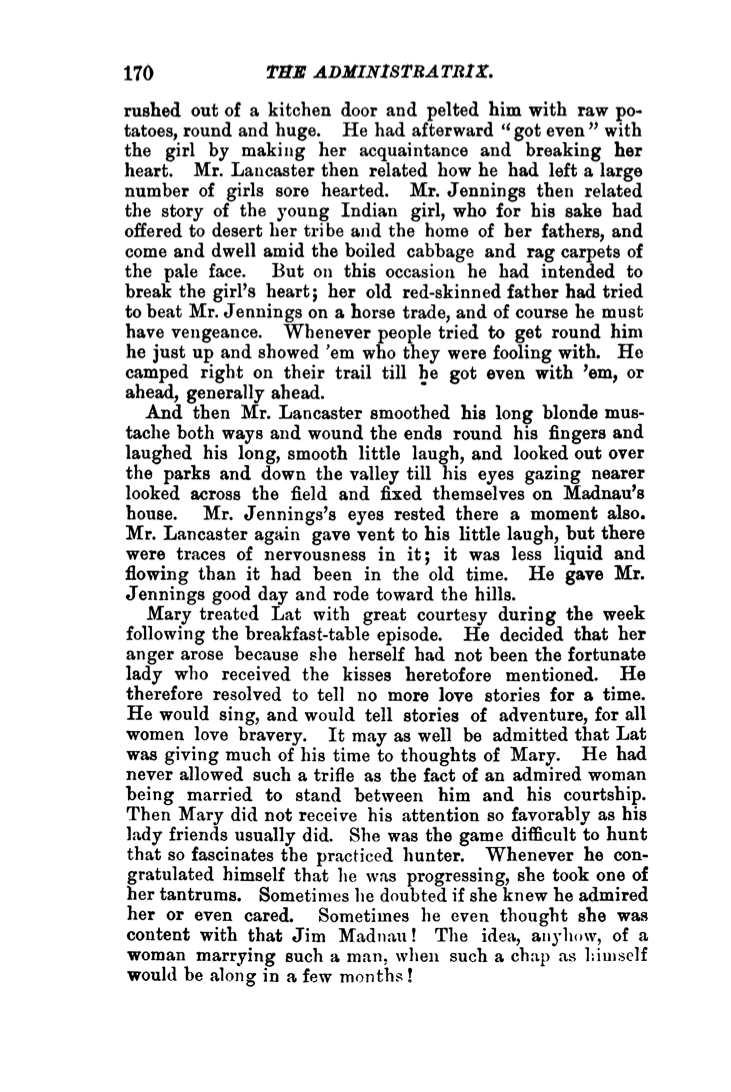 170 THE ADMINISTRATRIX.
rushed out of a kitchen door and pelted him with raw po-
tatoes, round and huge. He had afterward “got even” with
the girl by making her acquaintance and breaking her
heart. Mr. Lancaster then related how he had left a large
number of girls sore hearted. Mr. Jennings then related
the story of the young Indian girl, who for his sake had
offered to desert her tribe and the home of her fathers, and
come and dwell amid the boiled cabbage and rag carpets of
the pale face. But on this occasion he had intended to
break the girl's heart; her old red-skinned father had tried
to beat Mr. Jennings on a horse trade, and of course he must
have vengeance. Whenever people tried to get round him
he just up and showed 'em who they were fooling with. He
camped right on their trail till he got even with 'em, or
ahead, generally ahead.
And then Mr. Lancaster smoothed his long blonde mus-
tache both ways and wound the ends round his fingers and
laughed his long, smooth little laugh, and looked out over
the parks and down the valley till his eyes gazing nearer
looked across the field and fixed themselves on Madnau's
house. Mr. Jennings's eyes rested there a moment also.
Mr. Lancaster again gave vent to his little laugh, but there
were traces of nervousness in it; it was less liquid and
flowing than it had been in the old time. He gave Mr.
Jennings good day and rode toward the hills.
Mary treated Lat with great courtesy during the week
following the breakfast-table episode. He decided that her
anger arose because she herself had not been the fortunate
lady who received the kisses heretofore mentioned. He
therefore resolved to tell no more love stories for a time.
He would sing, and would tell stories of adventure, for all
women love bravery. It may as well be admitted that Lat
was giving much of his time to thoughts of Mary. He had
never allowed such a trifle as the fact of an admired woman
being married to stand between him and his courtship.
Then Mary did not receive his attention so favorably as his
lady friends usually did. She was the game difficult to hunt
that so fascinates the practiced hunter. Whenever he con-
gratulated himself that he was progressing, she took one of
her tantrums. Sometimes he doubted if she knew he admired
her or even cared. Sometimes he even thought she was
content with that Jim Madnau! The idea, anyhow, of a
woman marrying such a man, when such a chap as himself
would be along in a few months!